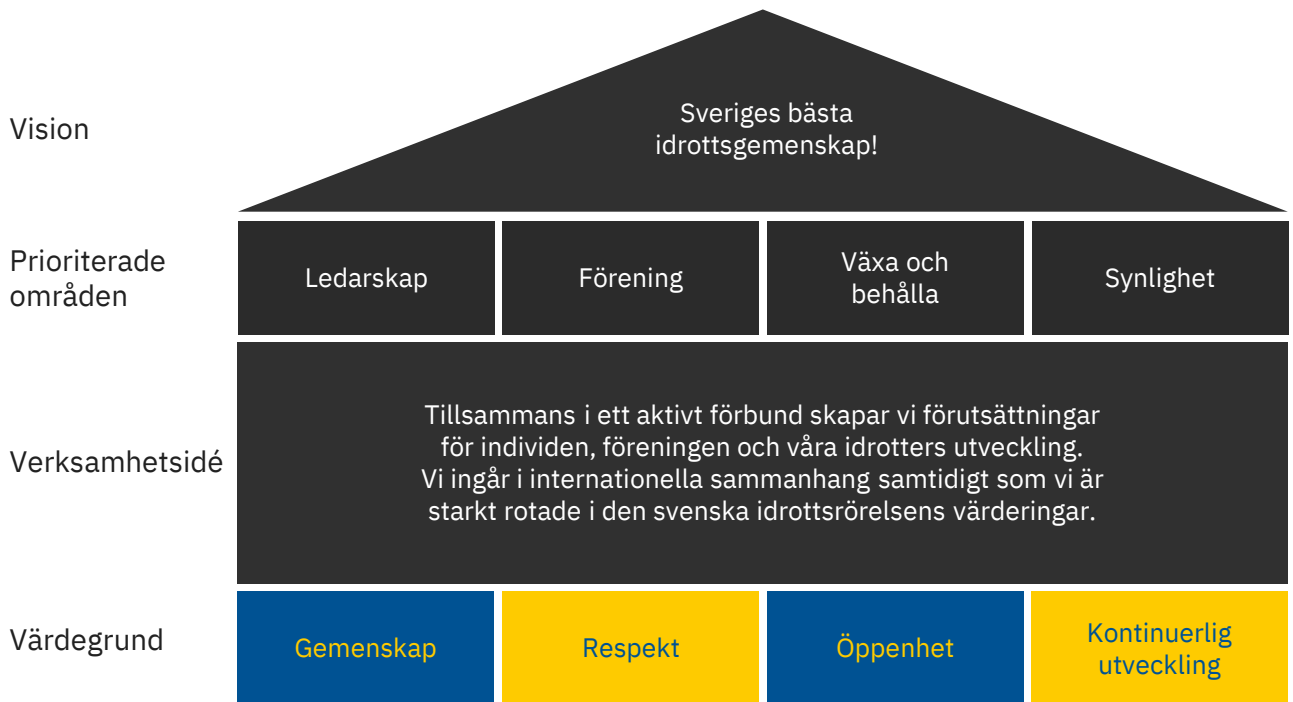 Vision
Sveriges bästa
idrottsgemenskap!
Prioriterade
områden
Ledarskap
Förening
Växa och
behålla
Synlighet
Verksamhetsidé
Tillsammans i ett aktivt förbund skapar vi förutsättningar
för individen, föreningen och våra idrotters utveckling.
Vi ingår i internationella sammanhang samtidigt som vi är
starkt rotade i den svenska idrottsrörelsens värderingar.
Värdegrund
Gemenskap
Respekt
Öppenhet
Kontinuerlig
utveckling